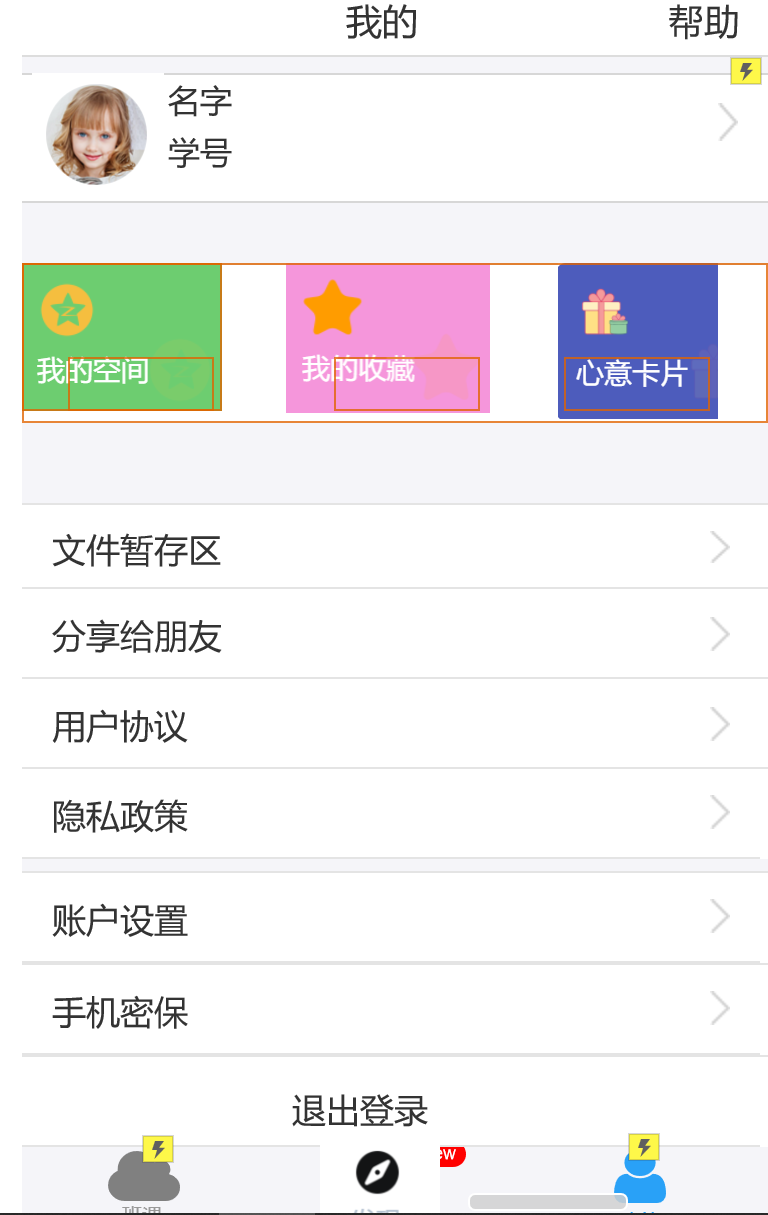 我的 帮助
名字
学号
我的空间 我的收藏 心意卡片
文件暂存区
分享给朋友
用户协议
隐私政策
账户设置
手机密保
退出登录